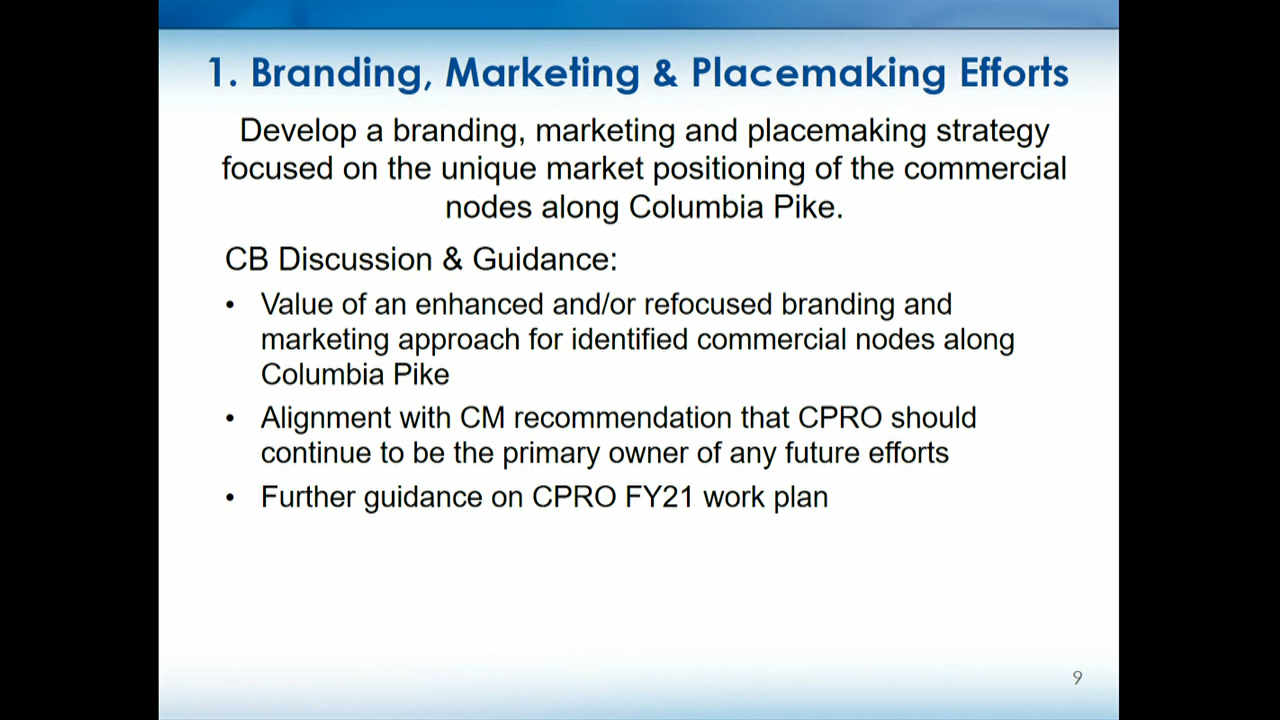 1. Branding, Marketing & Placemaking Efforts
Develop a branding, marketing and placemaking strategy
focused on the unique market positioning of the commercial
nodes along Columbia Pike.
CB Discussion & Guidance:
• Value of an enhanced and/or refocused branding and
marketing approach for identified commercial nodes along
Columbia Pike
• Alignment with CM recommendation that CPRO should
continue to be the primary owner of any future efforts
• Further guidance on CPRO FY21 work plan
9